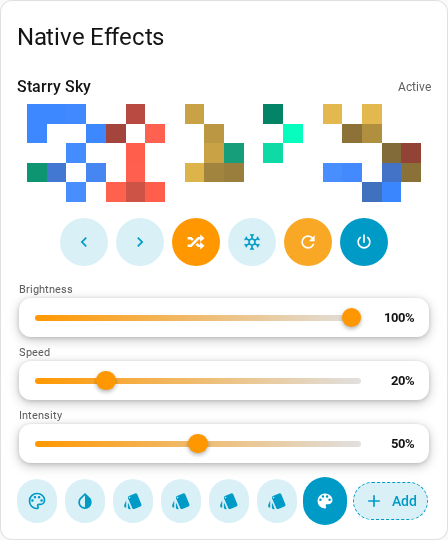 Native Effects
Starry Sky
Active
Brightness
100%
Speed
20%
Intensity
50%
Add